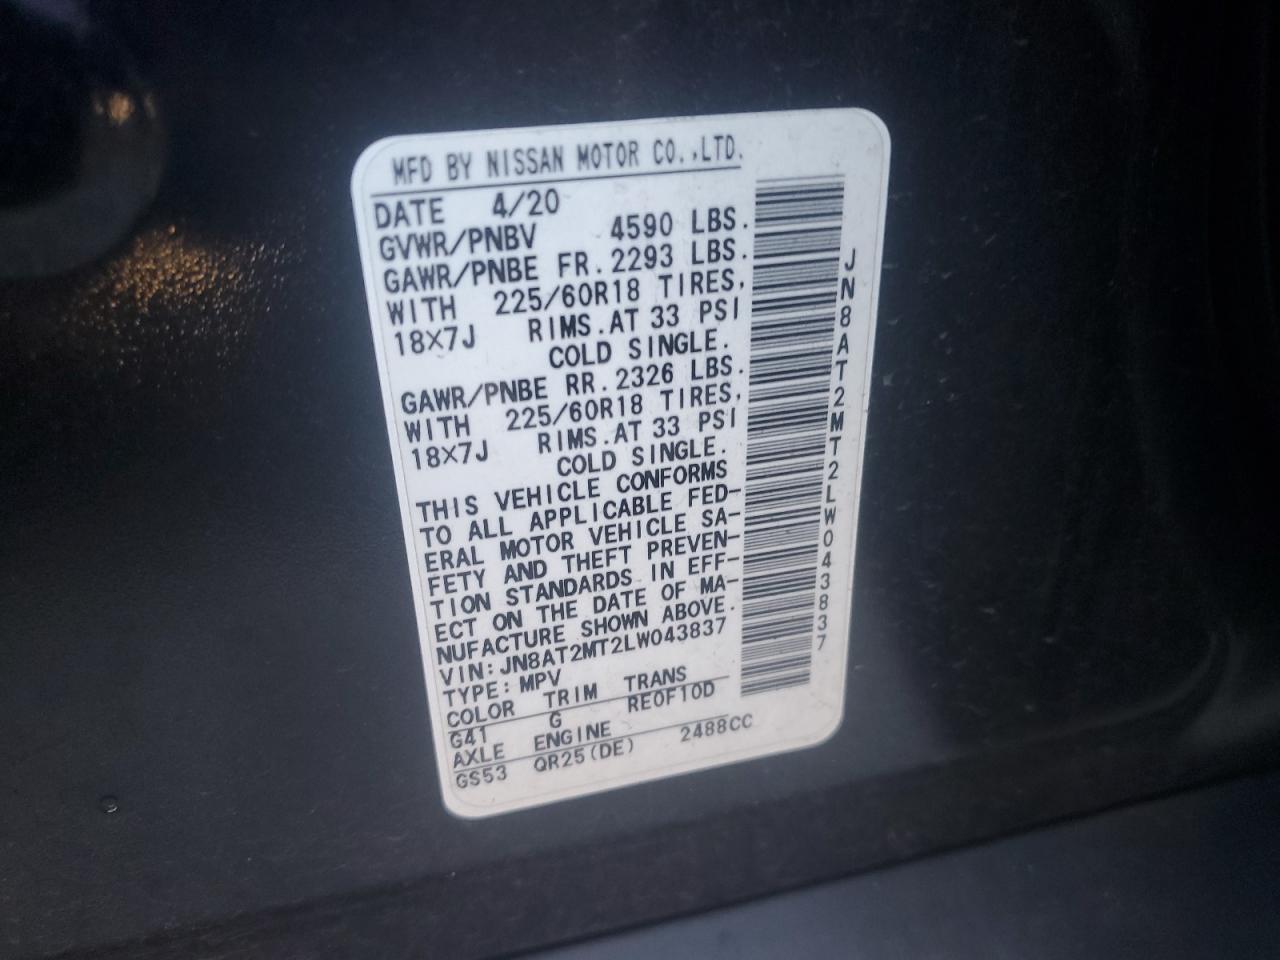 MFD BY NISSAN MOTOR CO.,LTD.
DATE 4/20
GVWR/PNBV 4590 LBS.
GAWR/PNBE FR. 2293 LBS.
WITH 225/60R18 TIRES,
18X7J RIMS. AT 33 PSI
COLD SINGLE.
GAWR/PNBE RR. 2326 LBS.
WITH 225/60R18 TIRES,
18X7J RIMS. AT 33 PSI
COLD SINGLE.
THIS VEHICLE CONFORMS
TO ALL APPLICABLE FED-
ERAL MOTOR VEHICLE SA-
FETY AND THEFT PREVEN-
TION STANDARDS IN EFF-
ECT ON THE DATE OF MA-
NUFACTURE SHOWN ABOVE.
VIN: JN8AT2MT2LW043837
TYPE: MPV
COLOR TRIM TRANS
G41 G RE0F10D
AXLE ENGINE
GS53 QR25(DE) 2488CC
JN8AT2MT2LW043837